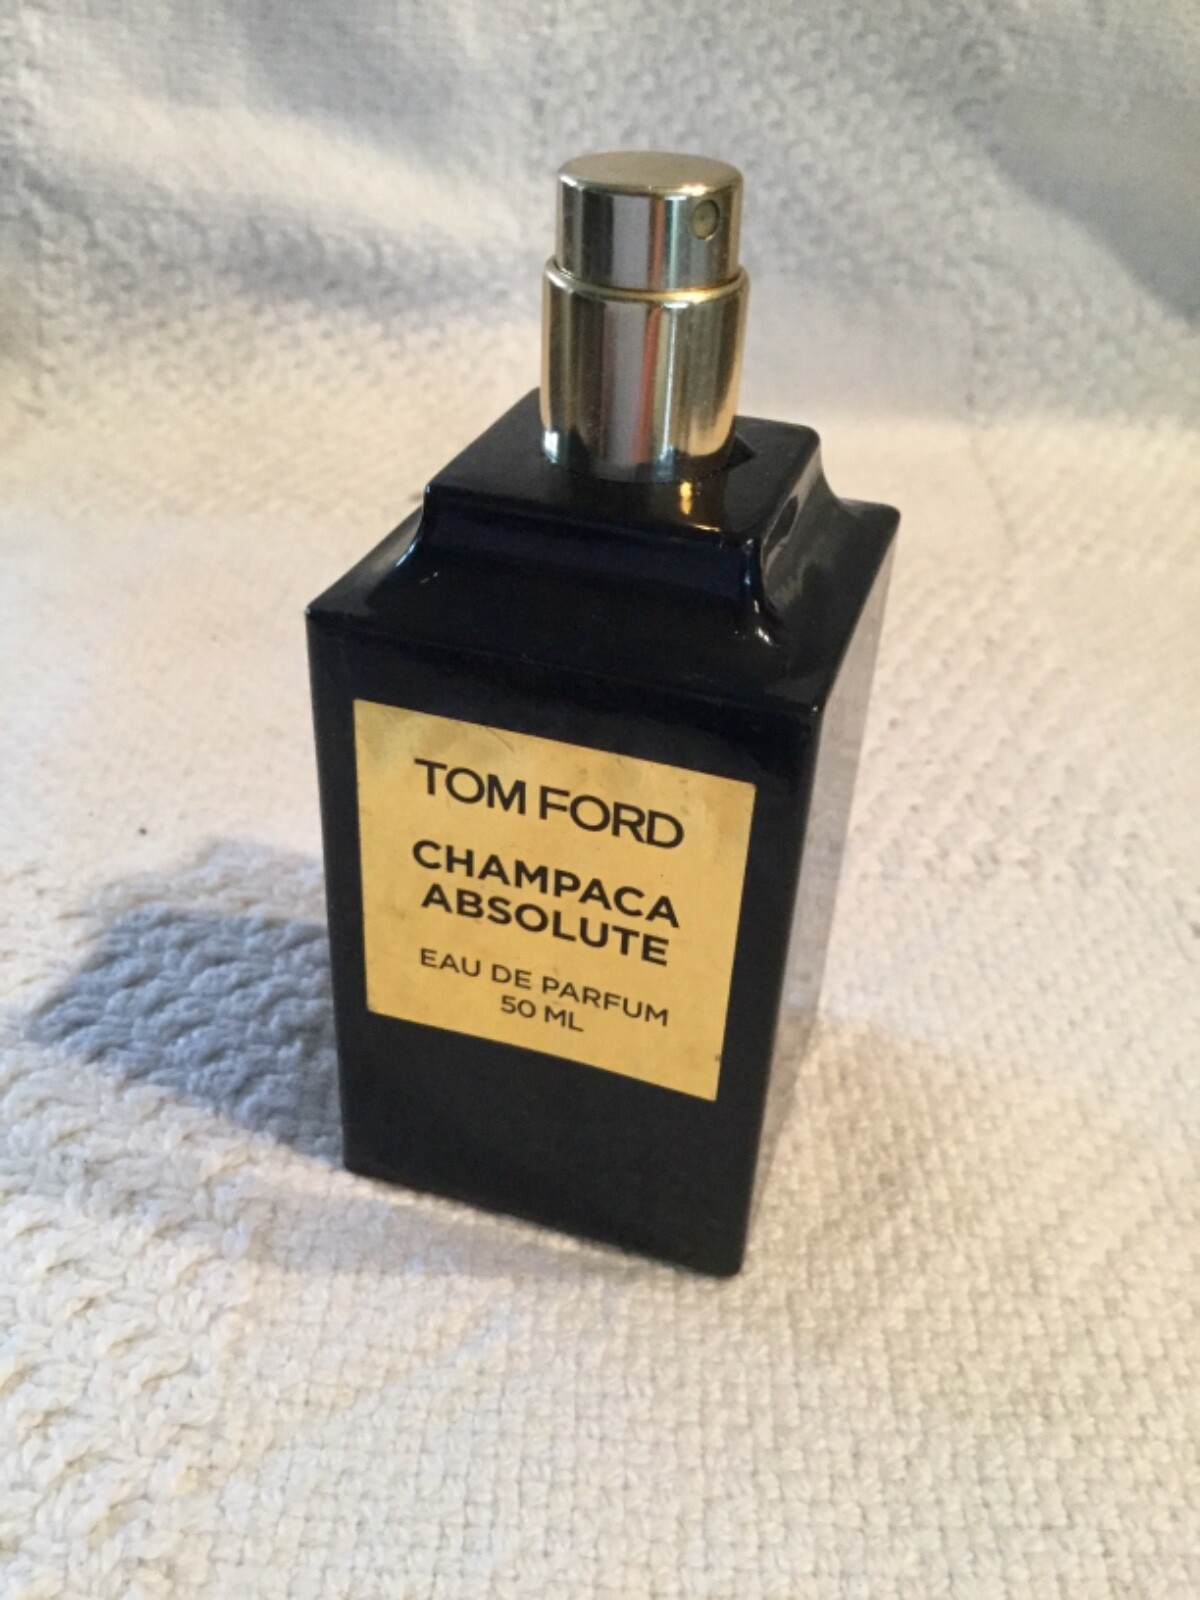 TOM FORD
CHAMPACA
ABSOLUTE
EAU DE PARFUM
50 ML